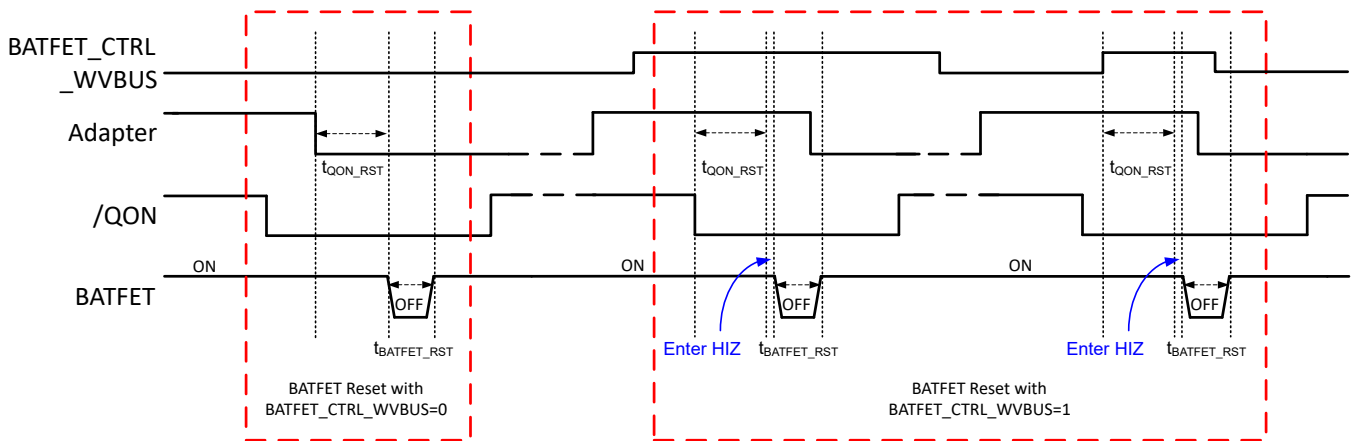 BATFET_CTRL
_WVBUS
Adapter
tQON_RST tQON_RST tQON_RST
/QON
ON ON ON
BATFET
OFF OFF OFF
Enter HIZ Enter HIZ
tBATFET_RST tBATFET_RST tBATFET_RST
BATFET Reset with
BATFET_CTRL_WVBUS=0
BATFET Reset with
BATFET_CTRL_WVBUS=1